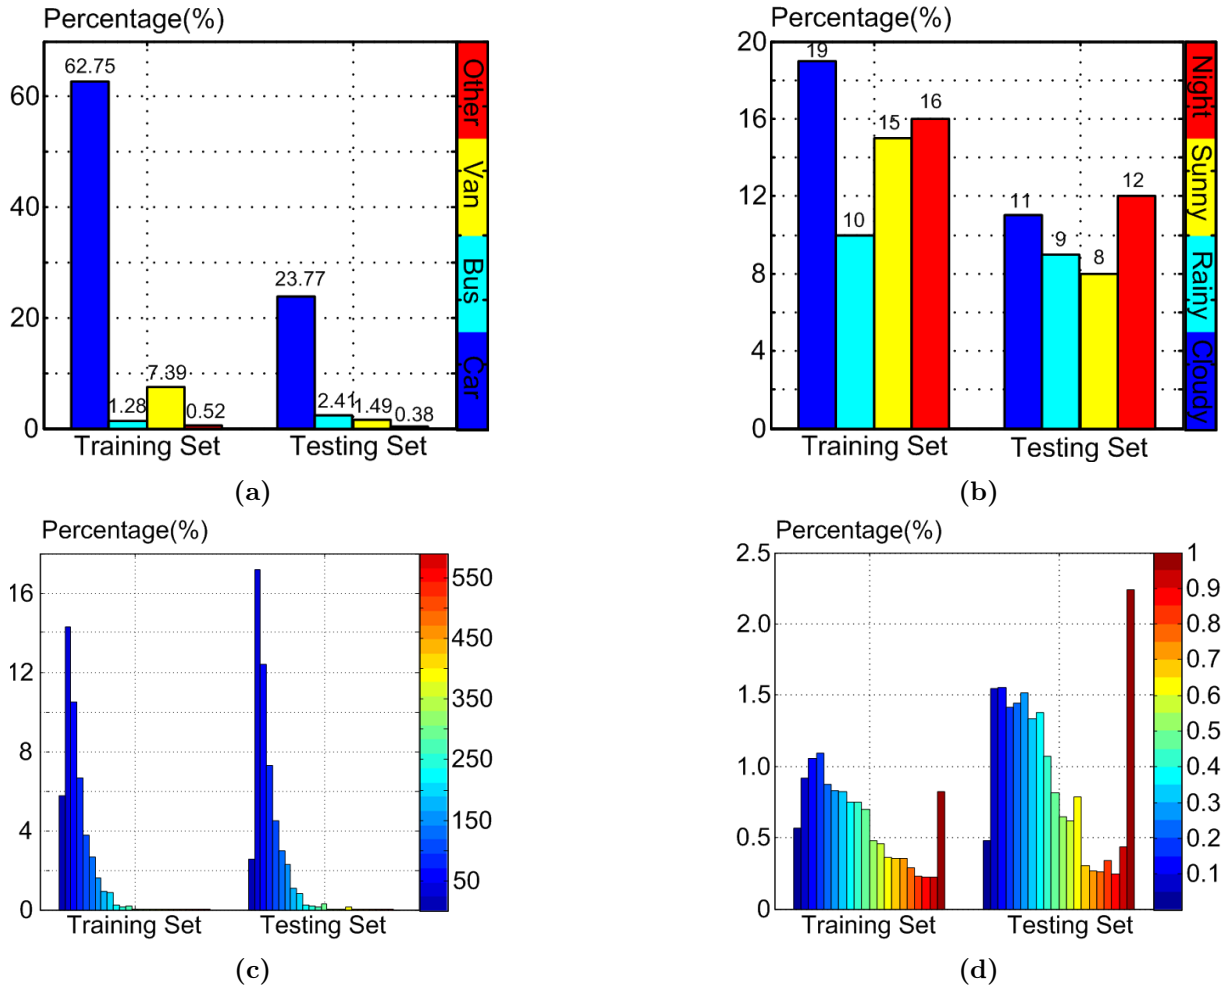 Percentage(%)
60
40
20
0
62.75
1.28
7.39
0.52
23.77
2.41
1.49
0.38
Training Set
Testing Set
Other
Van
Bus
Car
(a)
Percentage(%)
20
16
12
8
4
0
19
10
15
16
11
9
8
12
Training Set
Testing Set
Night
Sunny
Rainy
Cloudy
(b)
Percentage(%)
16
12
8
4
0
Training Set
Testing Set
550
450
350
250
150
50
(c)
Percentage(%)
2.5
2.0
1.5
1.0
0.5
0
Training Set
Testing Set
1
0.9
0.8
0.7
0.6
0.5
0.4
0.3
0.2
0.1
(d)